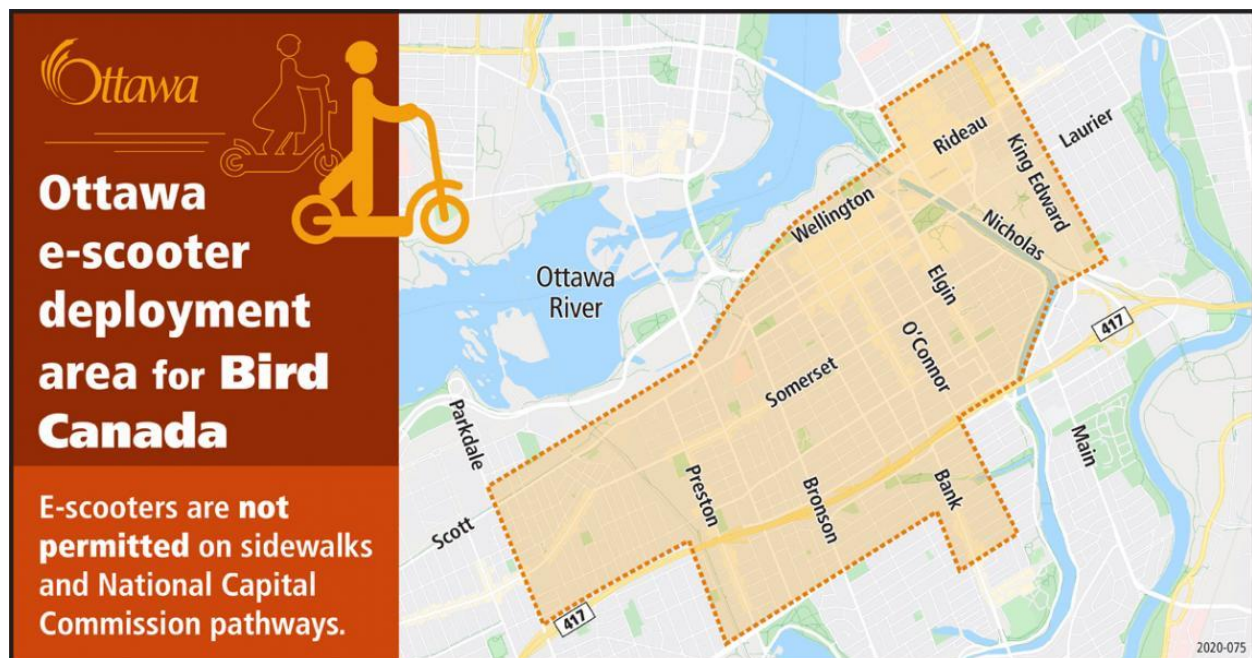 Ottawa
Ottawa
e-scooter
deployment
area for Bird
Canada
E-scooters are not
permitted on sidewalks
and National Capital
Commission pathways.
Rideau
Laurier
King Edward
Wellington
Nicholas
Ottawa
River
Elgin
417
O'Connor
Somerset
Parkdale
Main
Preston
Bronson
Bank
Scott
417
2020-075